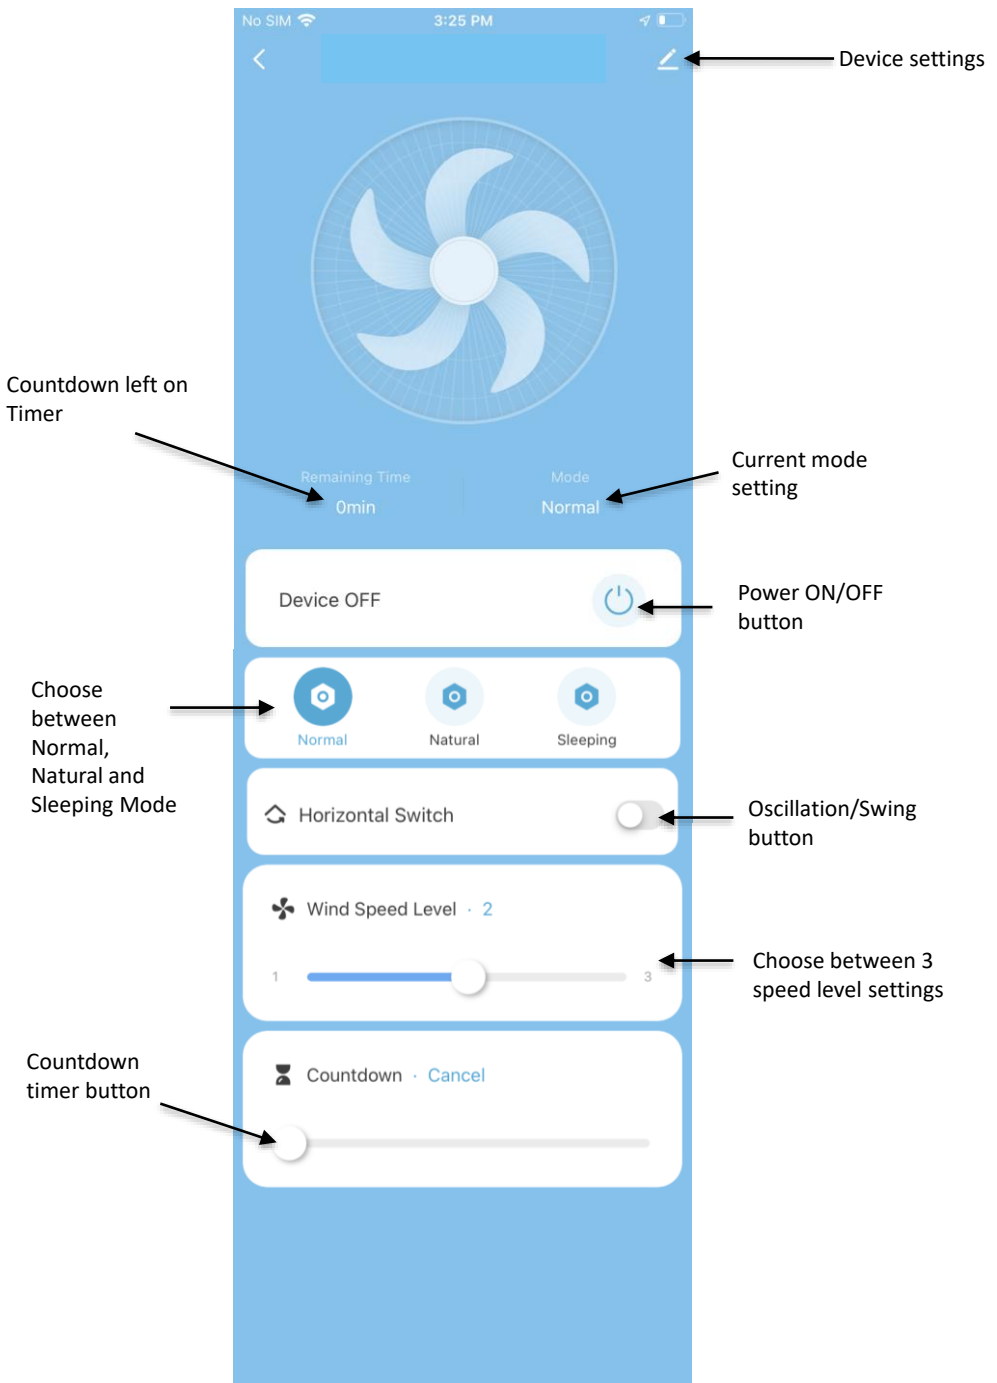 No SIM 3:25 PM
Device settings
Countdown left on
Timer
Remaining Time
0min
Mode
Normal
Current mode
setting
Device OFF
Power ON/OFF
button
Choose
between
Normal,
Natural and
Sleeping Mode
Normal Natural Sleeping
Horizontal Switch
Oscillation/Swing
button
Wind Speed Level · 2
1 3
Choose between 3
speed level settings
Countdown
timer button
Countdown · Cancel